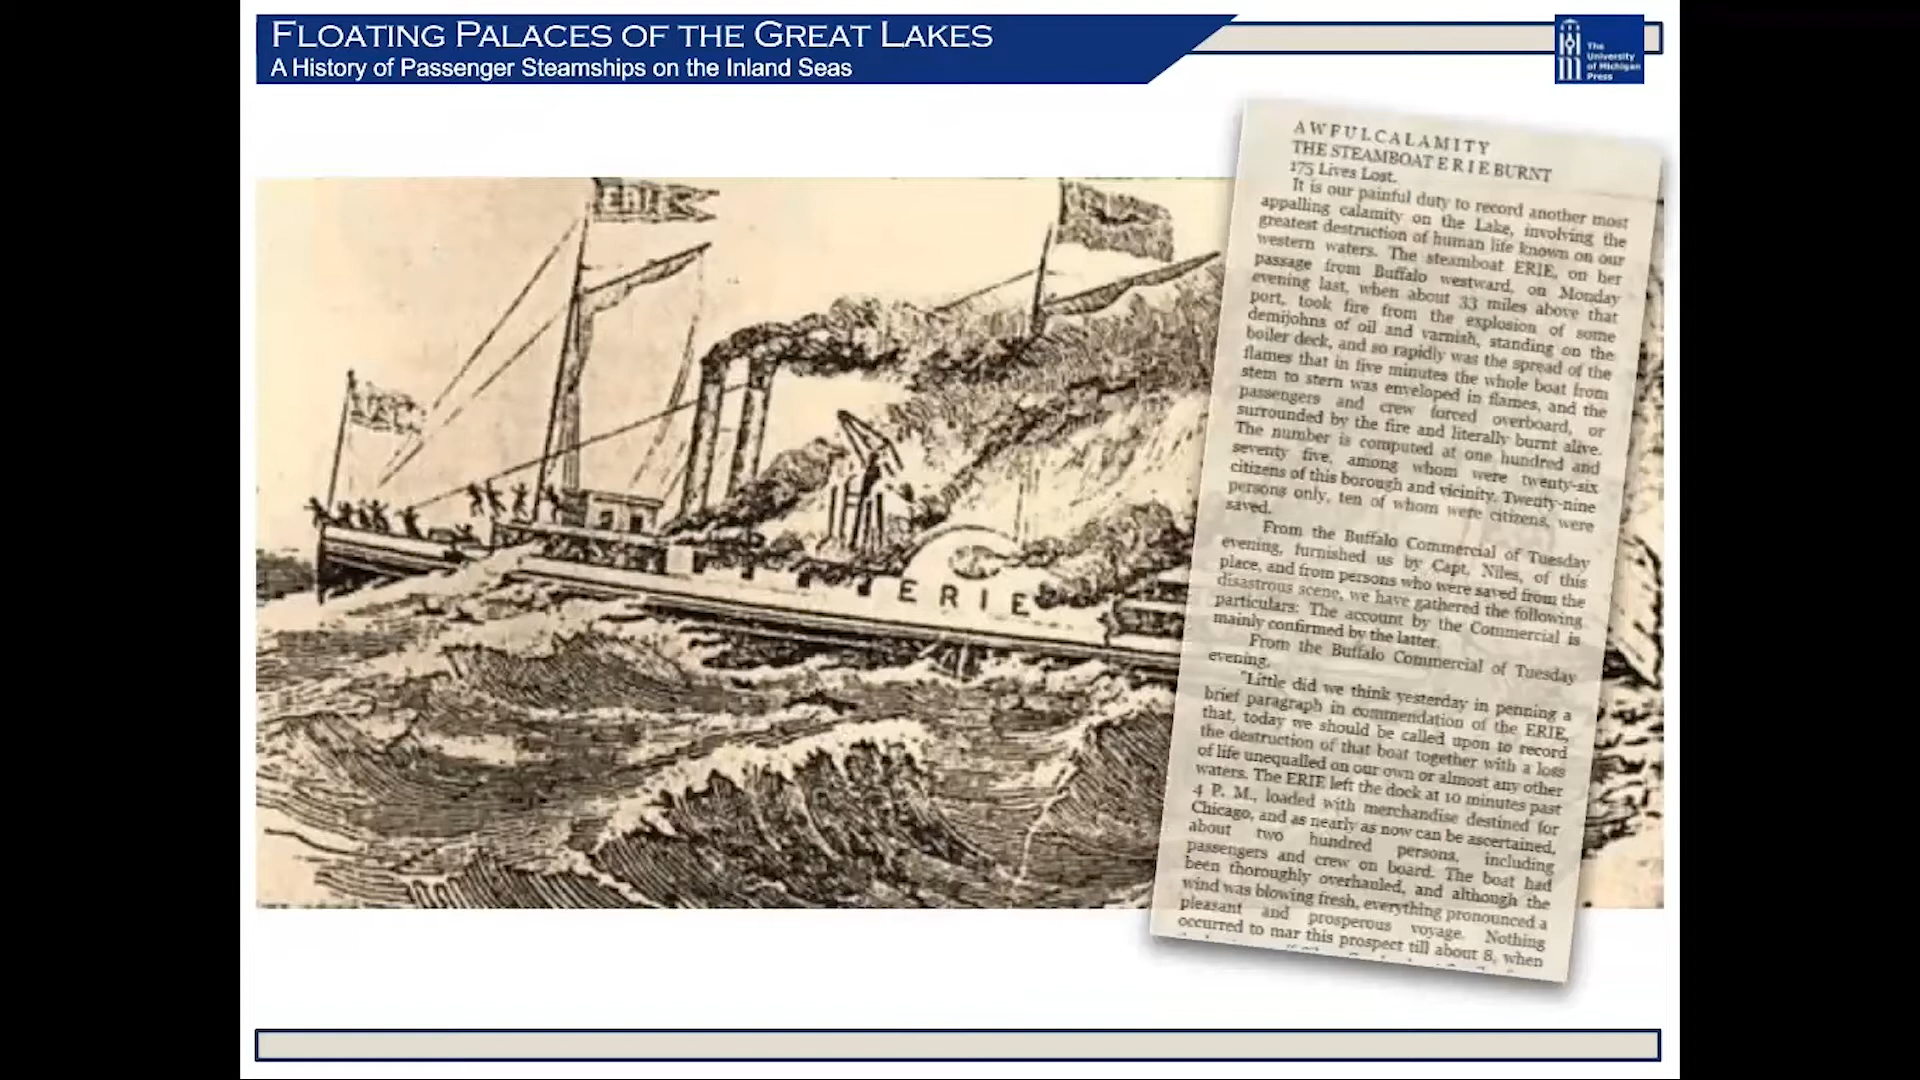 FLOATING PALACES OF THE GREAT LAKES
A History of Passenger Steamships on the Inland Seas
The
University
of Michigan
Press
ERIE
ERIE
AWFULCALAMITY
THE STEAMBOAT ERIE BURNT
175 Lives Lost.
It is our painful duty to record another most
appalling calamity on the Lake, involving the
greatest destruction of human life known on our
western waters. The steamboat ERIE, on her
passage from Buffalo westward, on Monday
evening last, when about 33 miles above that
port, took fire from the explosion of some
demijohns of oil and varnish, standing on the
boiler deck, and so rapidly was the spread of the
flames that in five minutes the whole boat from
stem to stern was enveloped in flames, and the
passengers and crew forced overboard, or
surrounded by the fire and literally burnt alive.
The number is computed at one hundred and
seventy five, among whom were twenty-six
citizens of this borough and vicinity. Twenty-nine
persons only, ten of whom were citizens, were
saved.
From the Buffalo Commercial of Tuesday
evening, furnished us by Capt. Niles, of this
place, and from persons who were saved from the
disastrous scene, we have gathered the following
particulars: The account by the Commercial is
mainly confirmed by the latter.
From the Buffalo Commercial of Tuesday
evening.
"Little did we think yesterday in penning a
brief paragraph in commendation of the ERIE,
that, today we should be called upon to record
the destruction of that boat together with a loss
of life unequalled on our own or almost any other
waters. The ERIE left the dock at 10 minutes past
4 P. M., loaded with merchandise destined for
Chicago, and as nearly as now can be ascertained,
about two hundred persons, including
passengers and crew on board. The boat had
been thoroughly overhauled, and although the
wind was blowing fresh, everything pronounced a
pleasant and prosperous voyage. Nothing
occurred to mar this prospect till about 8, when